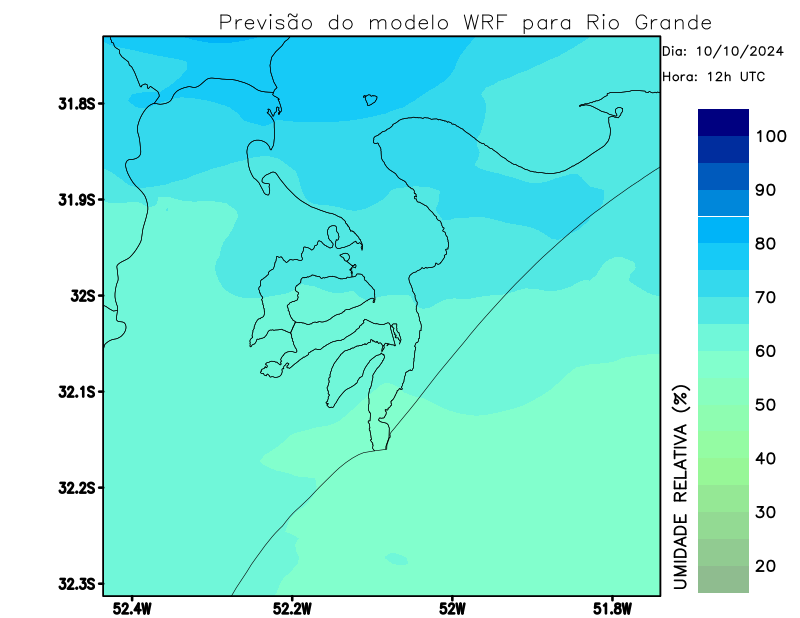 Previsão do modelo WRF para Rio Grande
Dia: 10/10/2024
Hora: 12h UTC
31.8S
31.9S
32S
32.1S
32.2S
32.3S
52.4W
52.2W
52W
51.8W
100
90
80
70
60
50
40
30
20
UMIDADE RELATIVA (%)